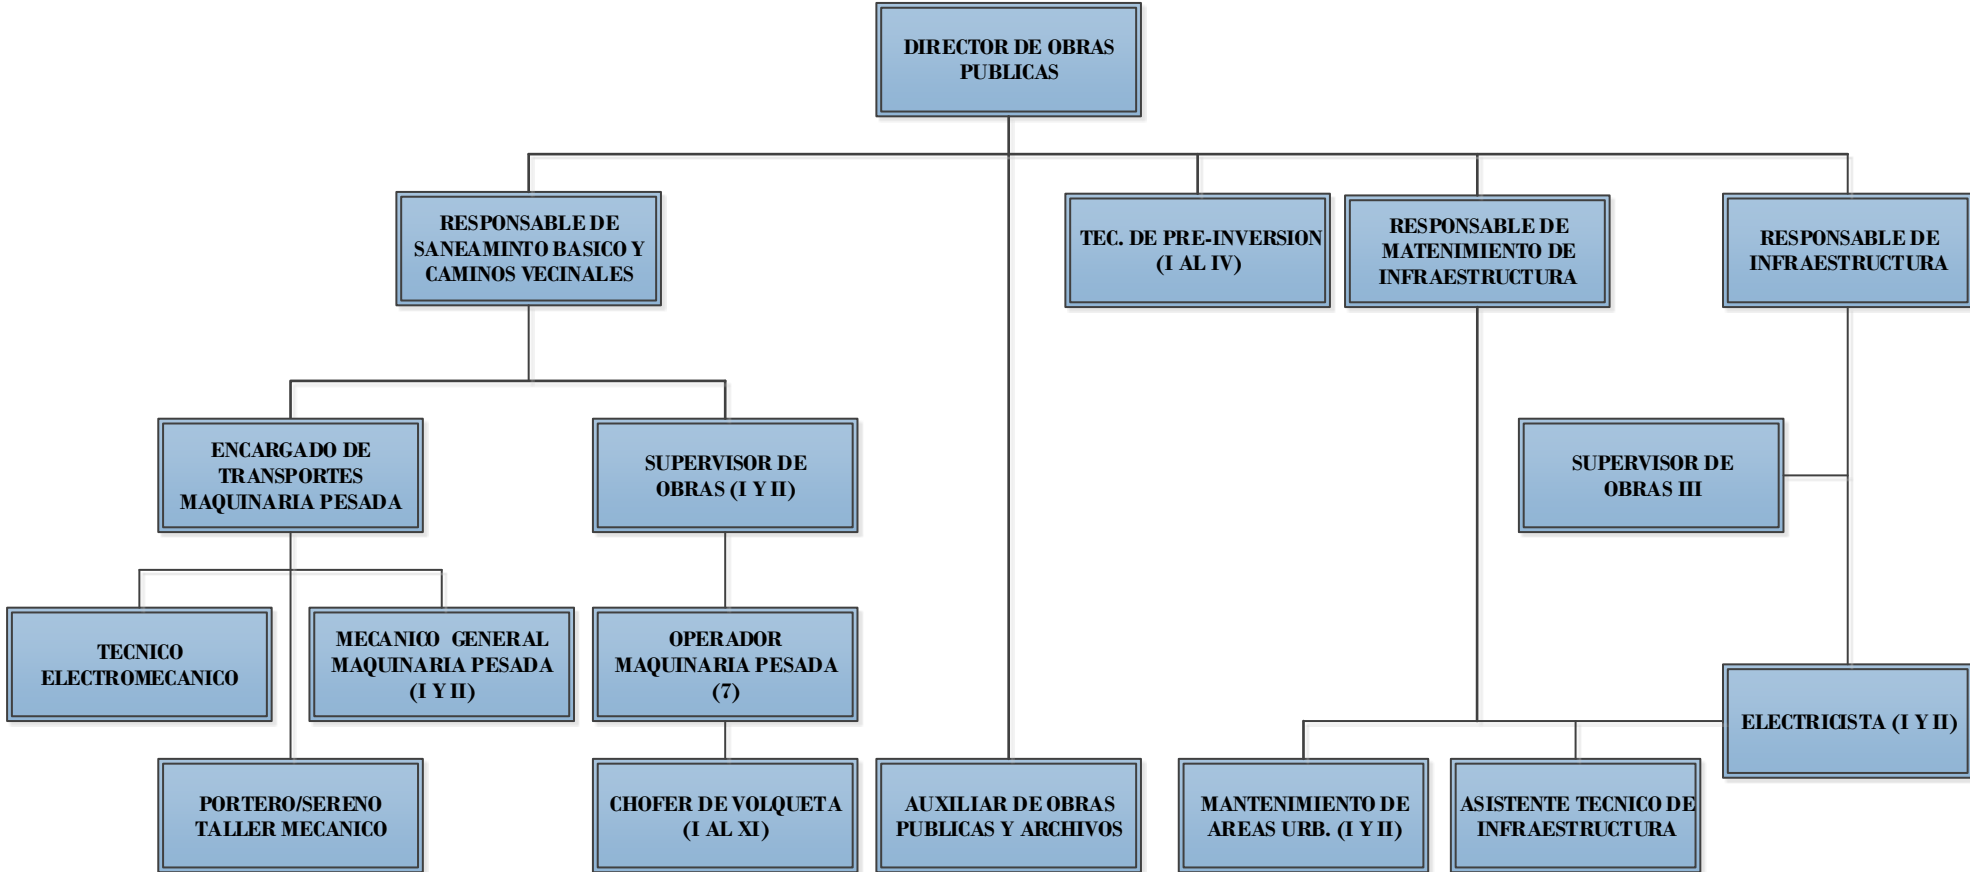 DIRECTOR DE OBRAS
PUBLICAS
RESPONSABLE DE
SANEAMINTO BASICO Y
CAMINOS VECINALES
TEC. DE PRE-INVERSION
(I AL IV)
RESPONSABLE DE
MATENIMIENTO DE
INFRAESTRUCTURA
RESPONSABLE DE
INFRAESTRUCTURA
ENCARGADO DE
TRANSPORTES
MAQUINARIA PESADA
SUPERVISOR DE
OBRAS (I Y II)
SUPERVISOR DE
OBRAS III
TECNICO
ELECTROMECANICO
MECANICO GENERAL
MAQUINARIA PESADA
(I Y II)
OPERADOR
MAQUINARIA PESADA
(7)
ELECTRICISTA (I Y II)
PORTERO/SERENO
TALLER MECANICO
CHOFER DE VOLQUETA
(I AL XI)
AUXILIAR DE OBRAS
PUBLICAS Y ARCHIVOS
MANTENIMIENTO DE
AREAS URB. (I Y II)
ASISTENTE TECNICO DE
INFRAESTRUCTURA